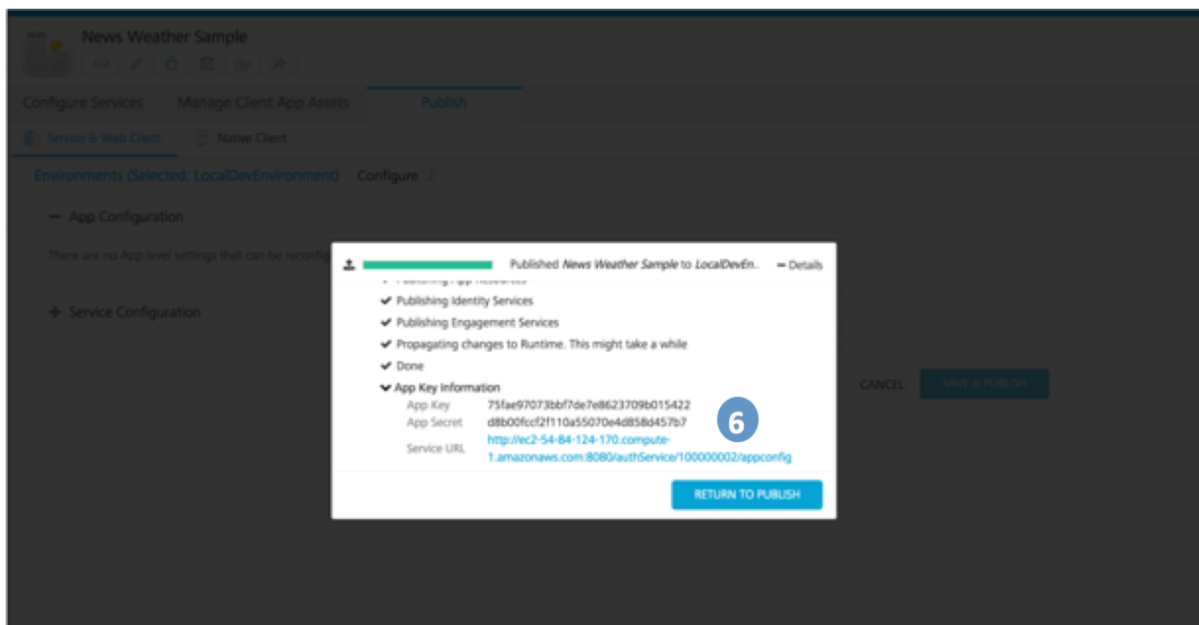 NEWS
News Weather Sample
Configure Services Manage Client App Assets Publish
Service & Web Client Native Client
Environments (Selected: LocalDevEnvironment) / Configure
App Configuration
There are no App level settings that can be reconfig
Published News Weather Sample to LocalDevEn.. Details
Publishing App Resources
Publishing Identity Services
Service Configuration
Publishing Engagement Services
Propagating changes to Runtime. This might take a while
Done
App Key Information
CANCEL SAVE & PUBLISH
App Key 75fae97073bbf7de7e8623709b015422
App Secret d8b00fccf2f110a55070e4d858d457b7
6
Service URL http://ec2-54-84-124-170.compute-
1.amazonaws.com:8080/authService/100000002/appconfig
RETURN TO PUBLISH